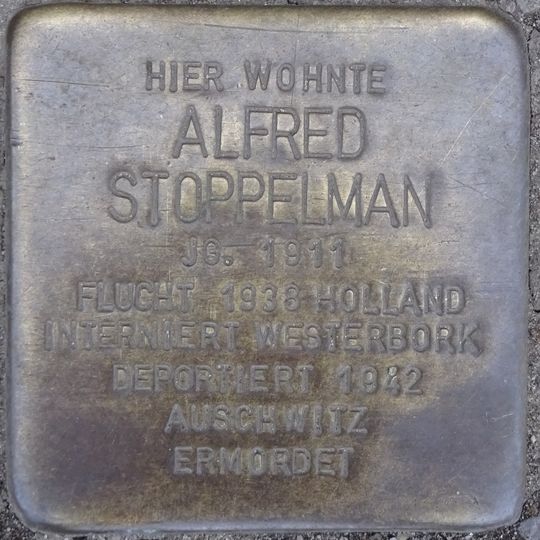 HIER WOHNTE
ALFRED
STOPPELMAN
JG. 1911
FLUCHT 1938 HOLLAND
INTERNIERT WESTERBORK
DEPORTIERT 1942
AUSCHWITZ
ERMORDET